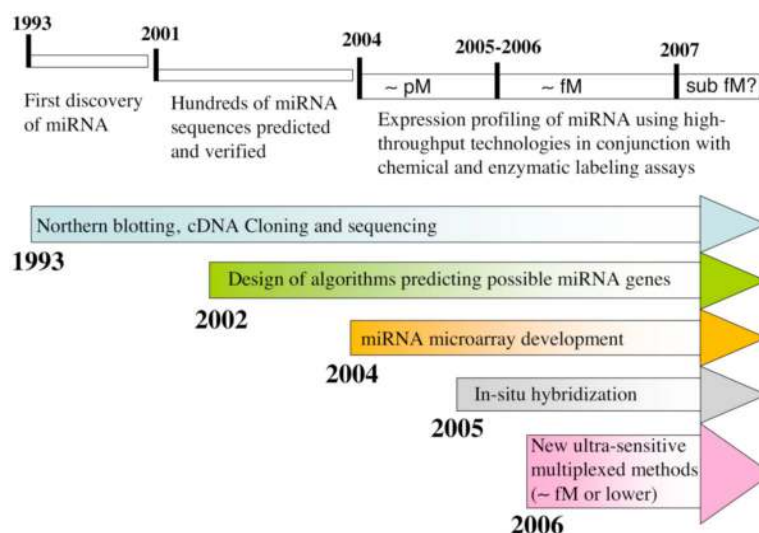 1993
2001
2004
2005-2006
2007
~ pM
~ fM
sub fM?
First discovery
of miRNA
Hundreds of miRNA
sequences predicted
and verified
Expression profiling of miRNA using high-
throughput technologies in conjunction with
chemical and enzymatic labeling assays
Northern blotting, cDNA Cloning and sequencing
1993
Design of algorithms predicting possible miRNA genes
2002
miRNA microarray development
2004
In-situ hybridization
2005
New ultra-sensitive
multiplexed methods
(~ fM or lower)
2006